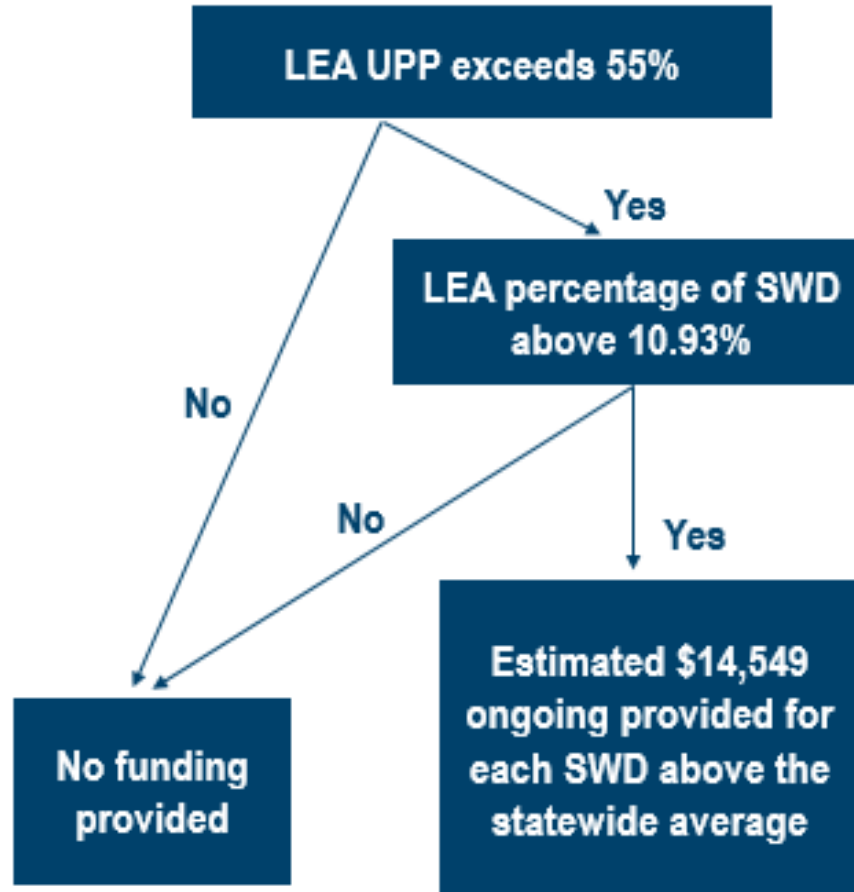 LEA UPP exceeds 55%
Yes
LEA percentage of SWD
above 10.93%
No
No
Yes
Estimated $14,549
ongoing provided for
each SWD above the
statewide average
No funding
provided